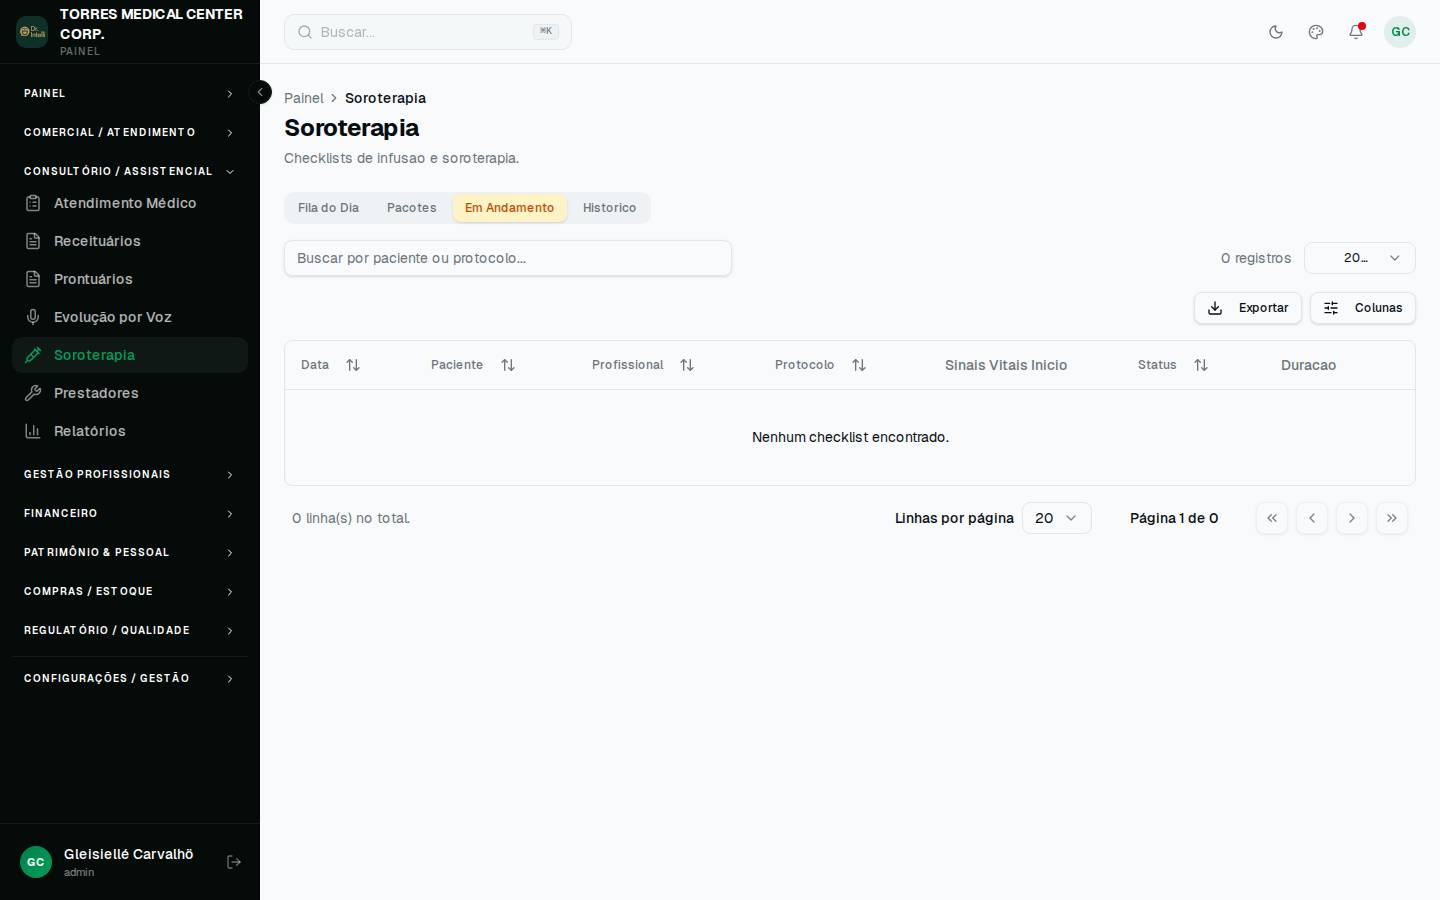 TORRES MEDICAL CENTER
CORP.
PAINEL
PAINEL
COMERCIAL / ATENDIMENTO
CONSULTÓRIO / ASSISTENCIAL
Atendimento Médico
Receituários
Prontuários
Evolução por Voz
Soroterapia
Prestadores
Relatórios
GESTÃO PROFISSIONAIS
FINANCEIRO
PATRIMÔNIO & PESSOAL
COMPRAS / ESTOQUE
REGULATÓRIO / QUALIDADE
CONFIGURAÇÕES / GESTÃO
GC
Gleisiellé Carvalhö
admin
Buscar...
⌘K
GC
Painel > Soroterapia
Soroterapia
Checklists de infusao e soroterapia.
Fila do Dia Pacotes Em Andamento Historico
Buscar por paciente ou protocolo...
0 registros 20...
Exportar Colunas
Data Paciente Profissional Protocolo Sinais Vitais Inicio Status Duracao
Nenhum checklist encontrado.
0 linha(s) no total. Linhas por página 20 Página 1 de 0